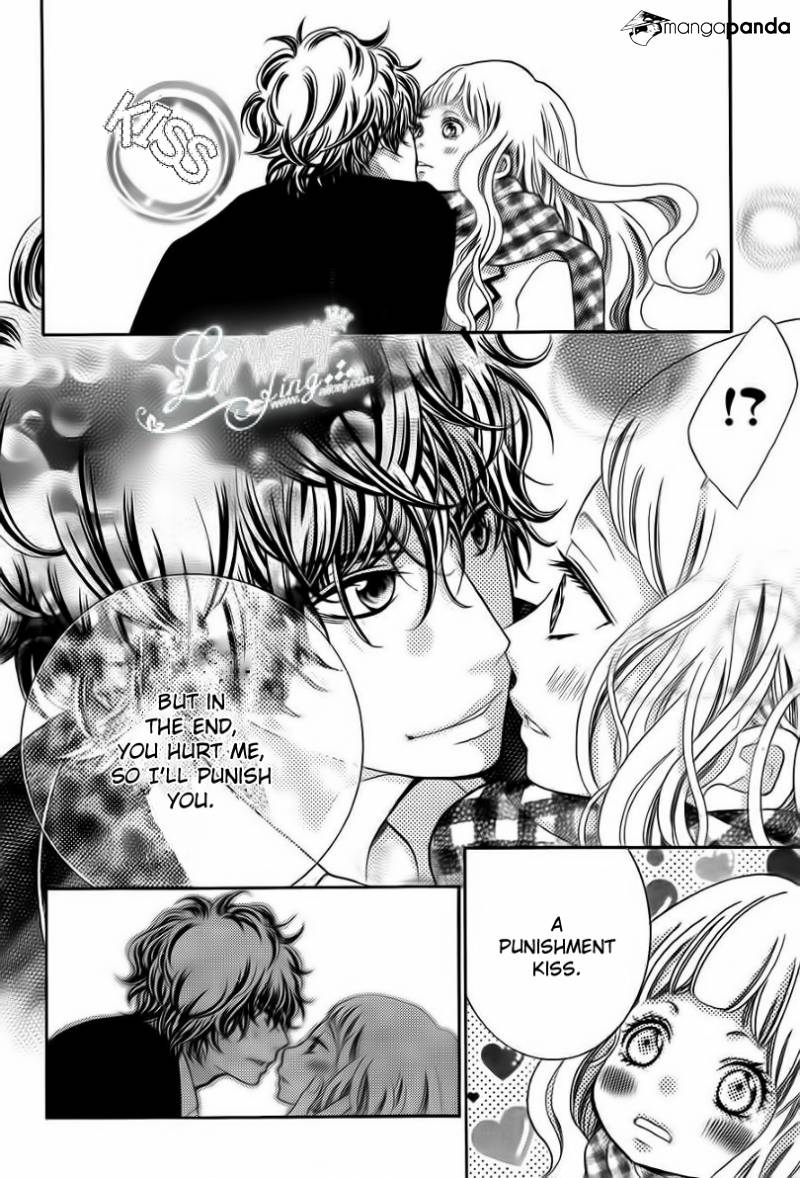 mangapanda
KISS
!?
BUT IN
THE END,
YOU HURT ME,
SO I'LL PUNISH
YOU.
A
PUNISHMENT
KISS.